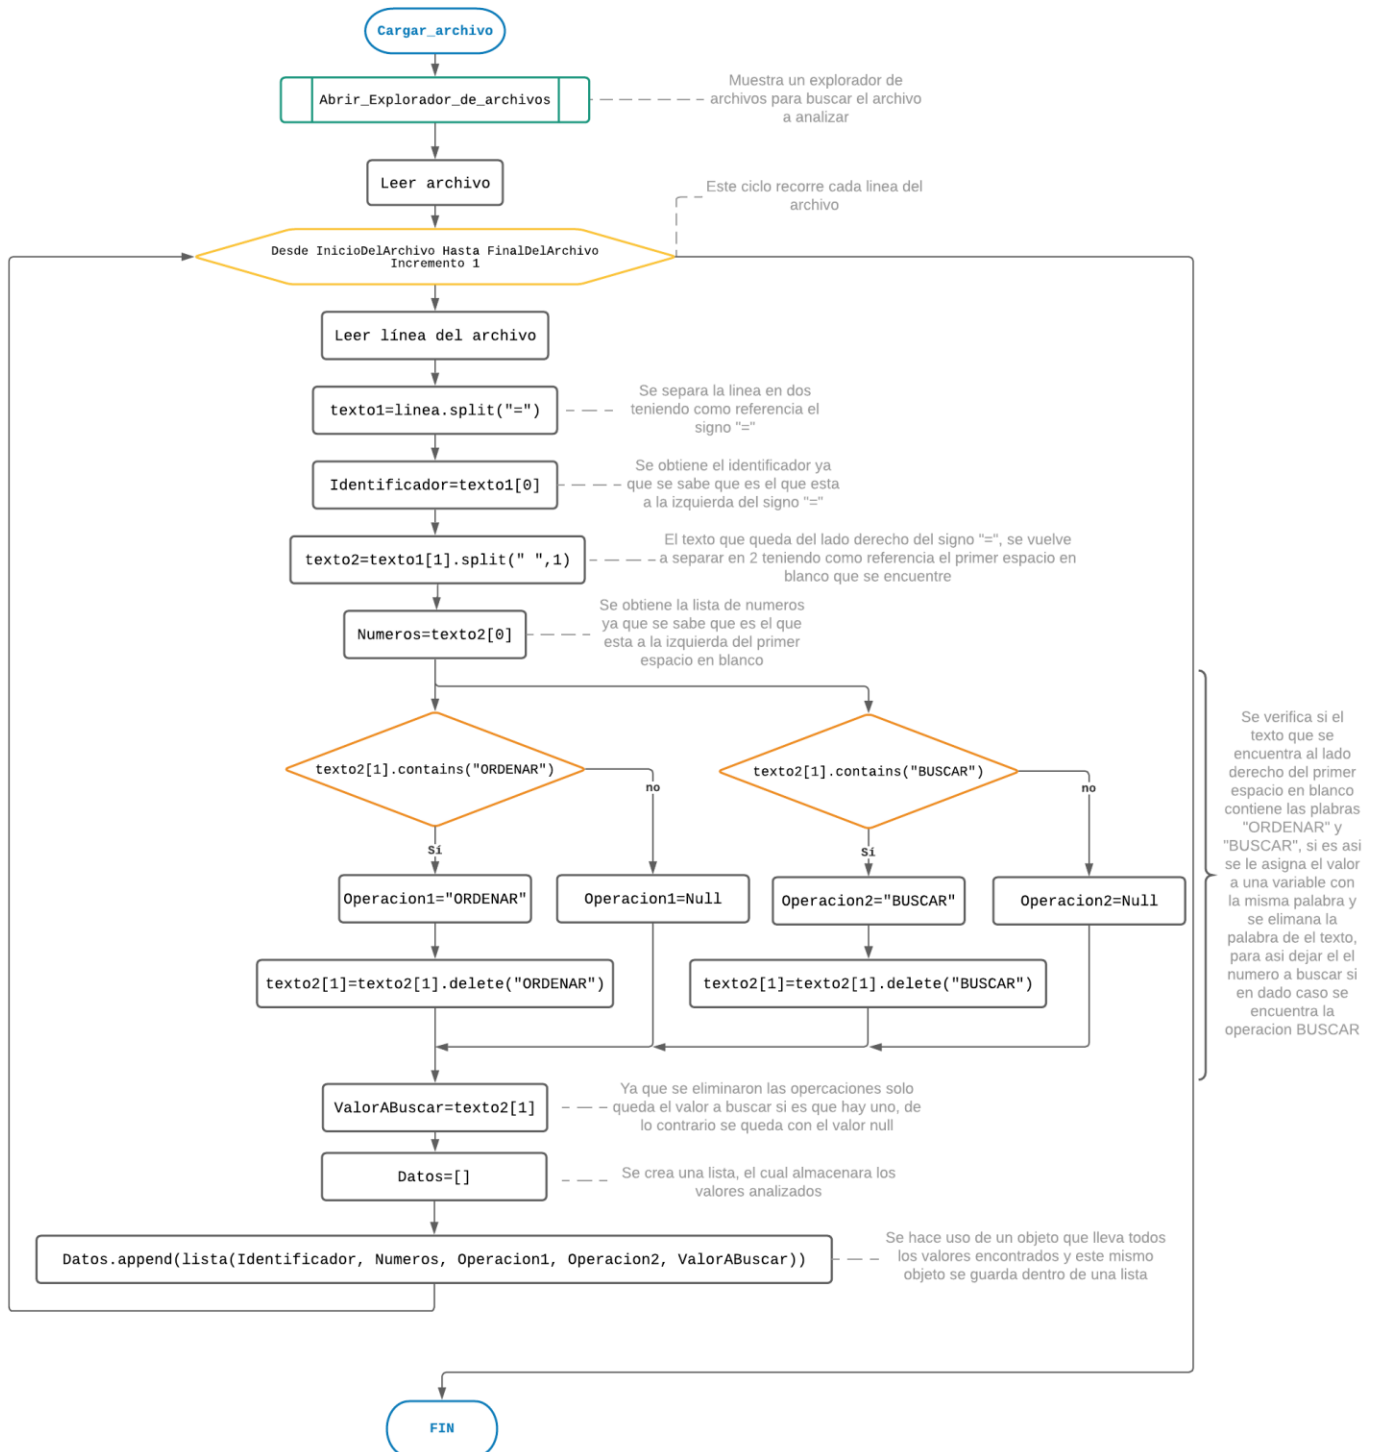 Cargar_archivo
Abrir_Explorador_de_archivos
Muestra un explorador de
archivos para buscar el archivo
a analizar
Leer archivo
Este ciclo recorre cada linea del
archivo
Desde InicioDelArchivo Hasta FinalDelArchivo
Incremento 1
Leer línea del archivo
texto1=linea.split("=")
Se separa la linea en dos
teniendo como referencia el
signo "="
Identificador=texto1[0]
Se obtiene el identificador ya
que se sabe que es el que esta
a la izquierda del signo "="
texto2=texto1[1].split(" ",1)
El texto que queda del lado derecho del signo "=", se vuelve
a separar en 2 teniendo como referencia el primer espacio en
blanco que se encuentre
Numeros=texto2[0]
Se obtiene la lista de numeros
ya que se sabe que es el que
esta a la izquierda del primer
espacio en blanco
texto2[1].contains("ORDENAR")
no
Sí
texto2[1].contains("BUSCAR")
no
Sí
Operacion1="ORDENAR"
Operacion1=Null
Operacion2="BUSCAR"
Operacion2=Null
texto2[1]=texto2[1].delete("ORDENAR")
texto2[1]=texto2[1].delete("BUSCAR")
Se verifica si el
texto que se
encuentra al lado
derecho del primer
espacio en blanco
contiene las plabras
"ORDENAR" y
"BUSCAR", si es asi
se le asigna el valor
a una variable con
la misma palabra y
se elimana la
palabra de el texto,
para asi dejar el el
numero a buscar si
en dado caso se
encuentra la
operacion BUSCAR
ValorABuscar=texto2[1]
Ya que se eliminaron las opercaciones solo
queda el valor a buscar si es que hay uno, de
lo contrario se queda con el valor null
Datos=[]
Se crea una lista, el cual almacenara los
valores analizados
Datos.append(lista(Identificador, Numeros, Operacion1, Operacion2, ValorABuscar))
Se hace uso de un objeto que lleva todos
los valores encontrados y este mismo
objeto se guarda dentro de una lista
FIN